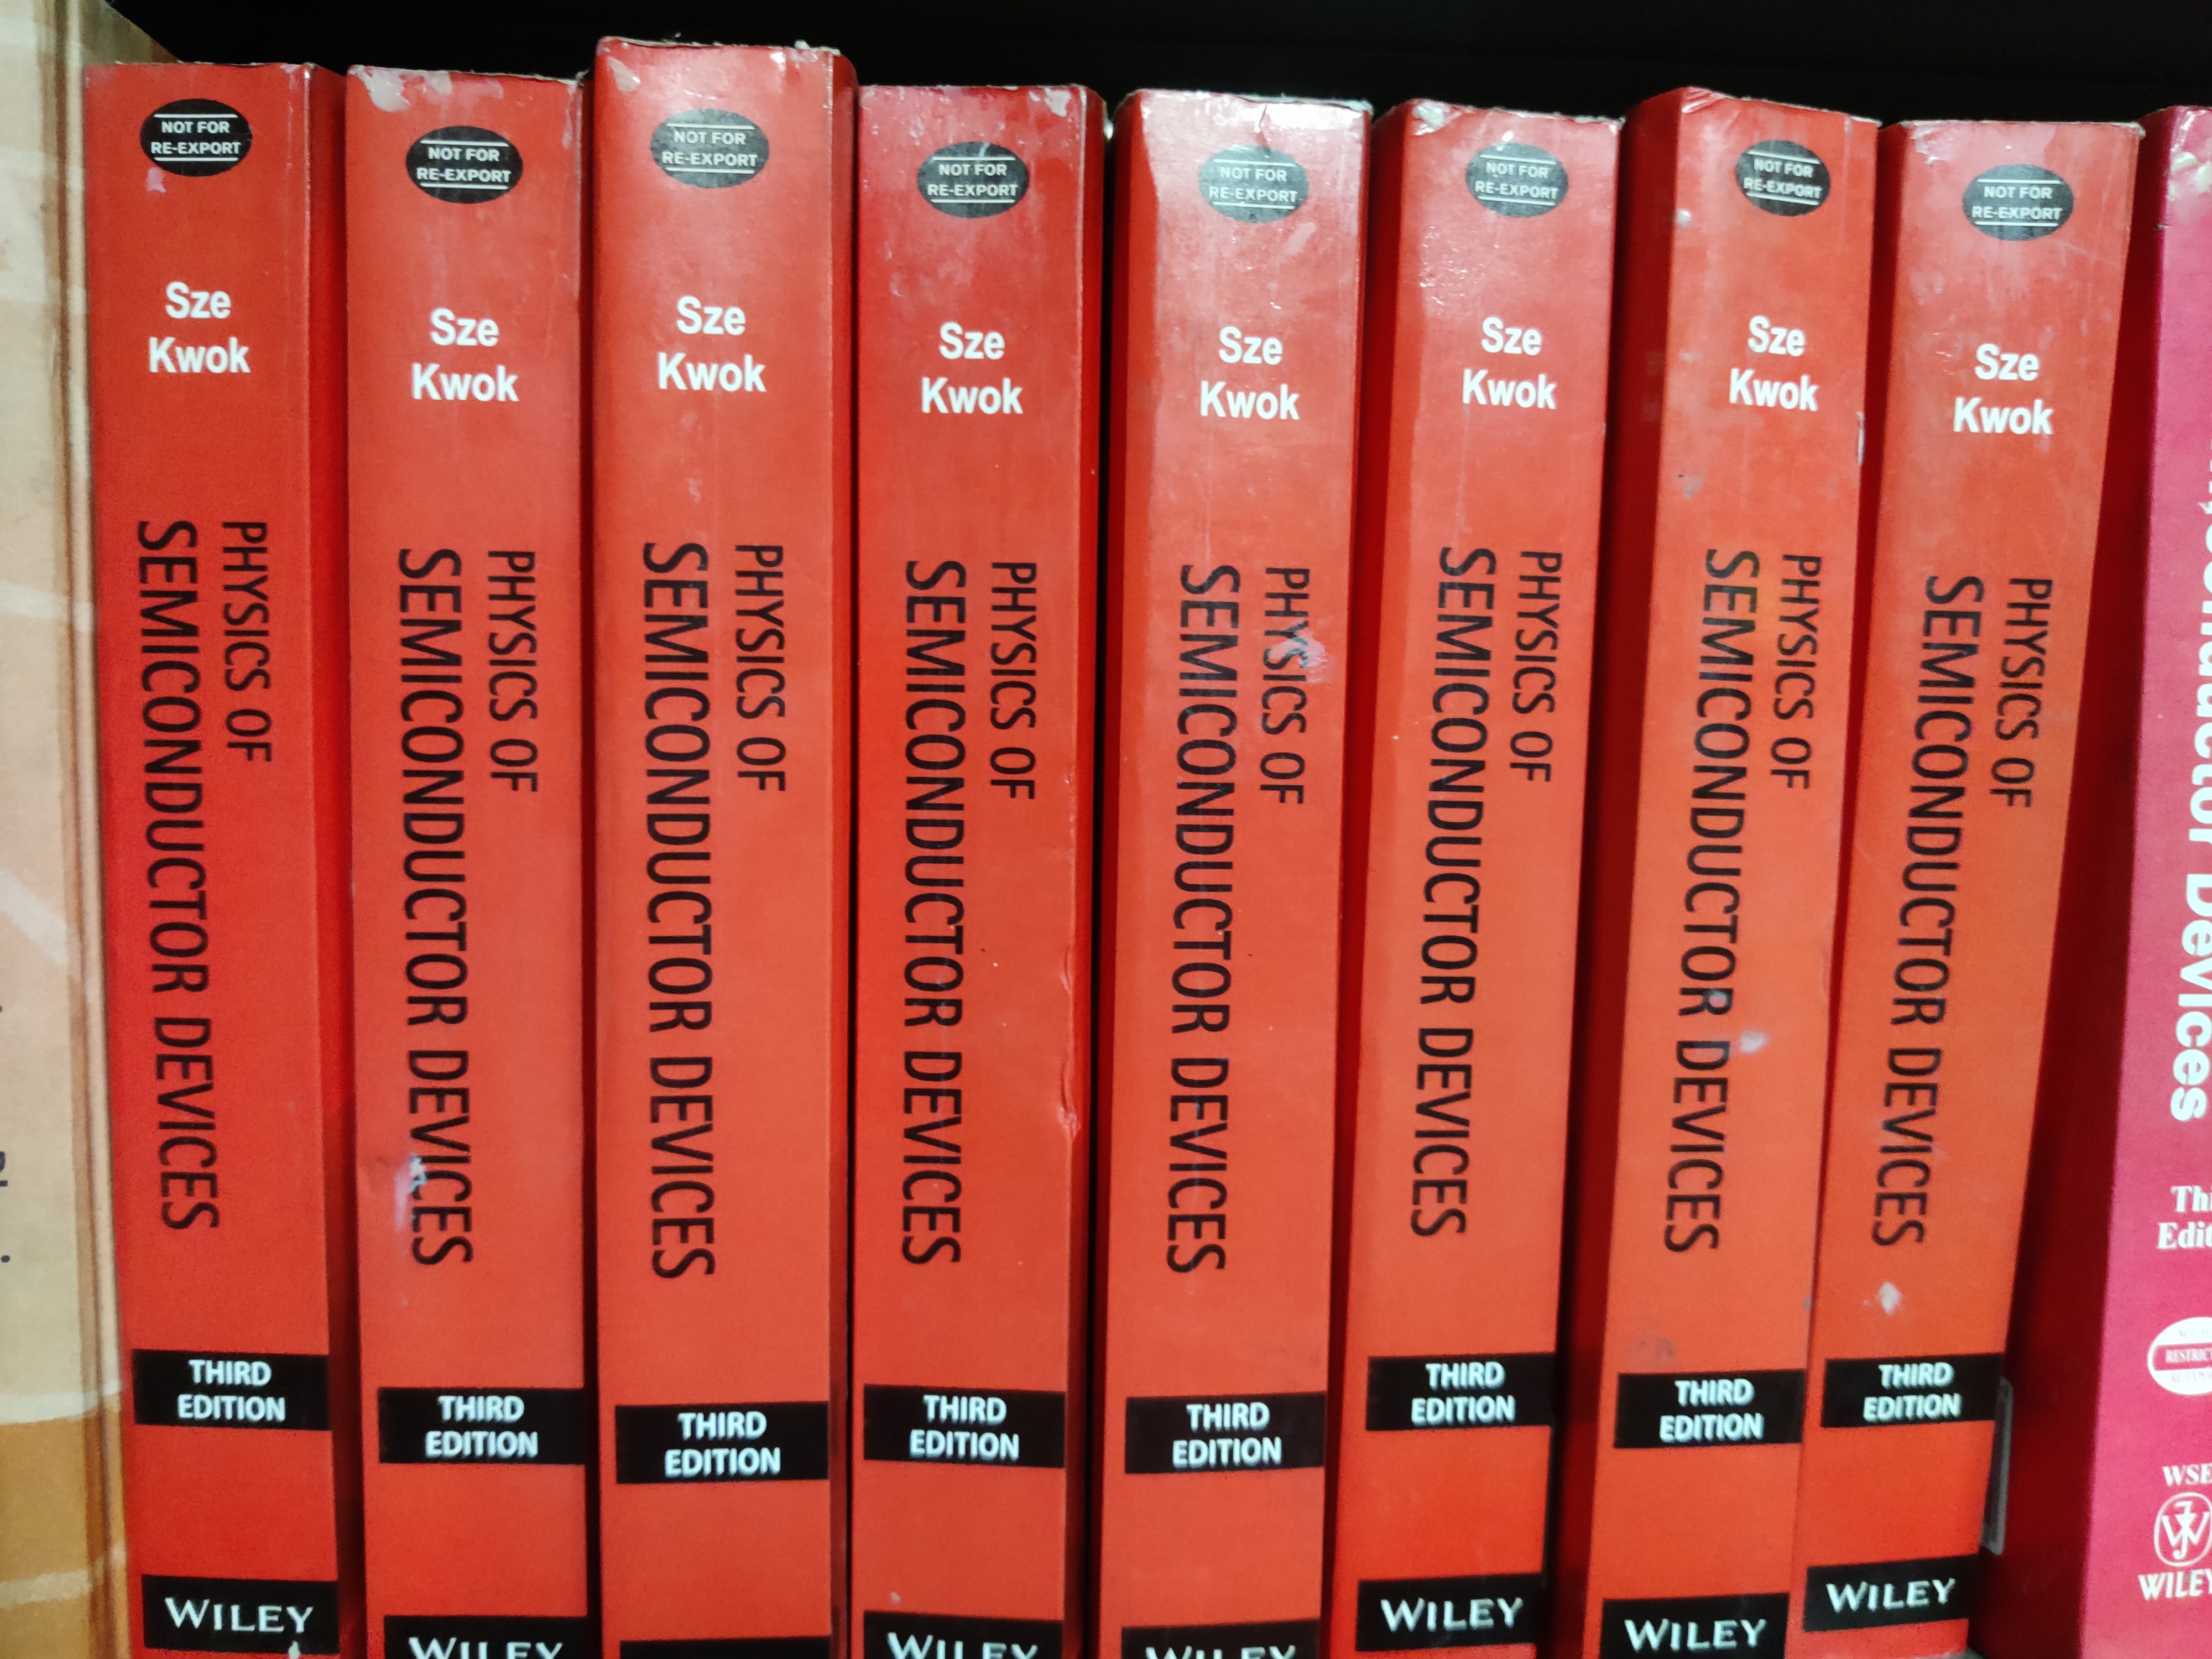 NOT FOR
RE-EXPORT
Sze
Kwok
PHYSICS OF
SEMICONDUCTOR DEVICES
THIRD
EDITION
WILEY
NOT FOR
RE-EXPORT
Sze
Kwok
PHYSICS OF
SEMICONDUCTOR DEVICES
THIRD
EDITION
WILEY
NOT FOR
RE-EXPORT
Sze
Kwok
PHYSICS OF
SEMICONDUCTOR DEVICES
THIRD
EDITION
NOT FOR
RE-EXPORT
Sze
Kwok
PHYSICS OF
SEMICONDUCTOR DEVICES
THIRD
EDITION
WILEY
NOT FOR
RE-EXPORT
Sze
Kwok
PHYSICS OF
SEMICONDUCTOR DEVICES
THIRD
EDITION
WILEY
NOT FOR
RE-EXPORT
Sze
Kwok
PHYSICS OF
SEMICONDUCTOR DEVICES
THIRD
EDITION
WILEY
NOT FOR
RE-EXPORT
Sze
Kwok
PHYSICS OF
SEMICONDUCTOR DEVICES
THIRD
EDITION
WILEY
NOT FOR
RE-EXPORT
Sze
Kwok
PHYSICS OF
SEMICONDUCTOR DEVICES
THIRD
EDITION
WILEY
Devices
WSE
WILEY